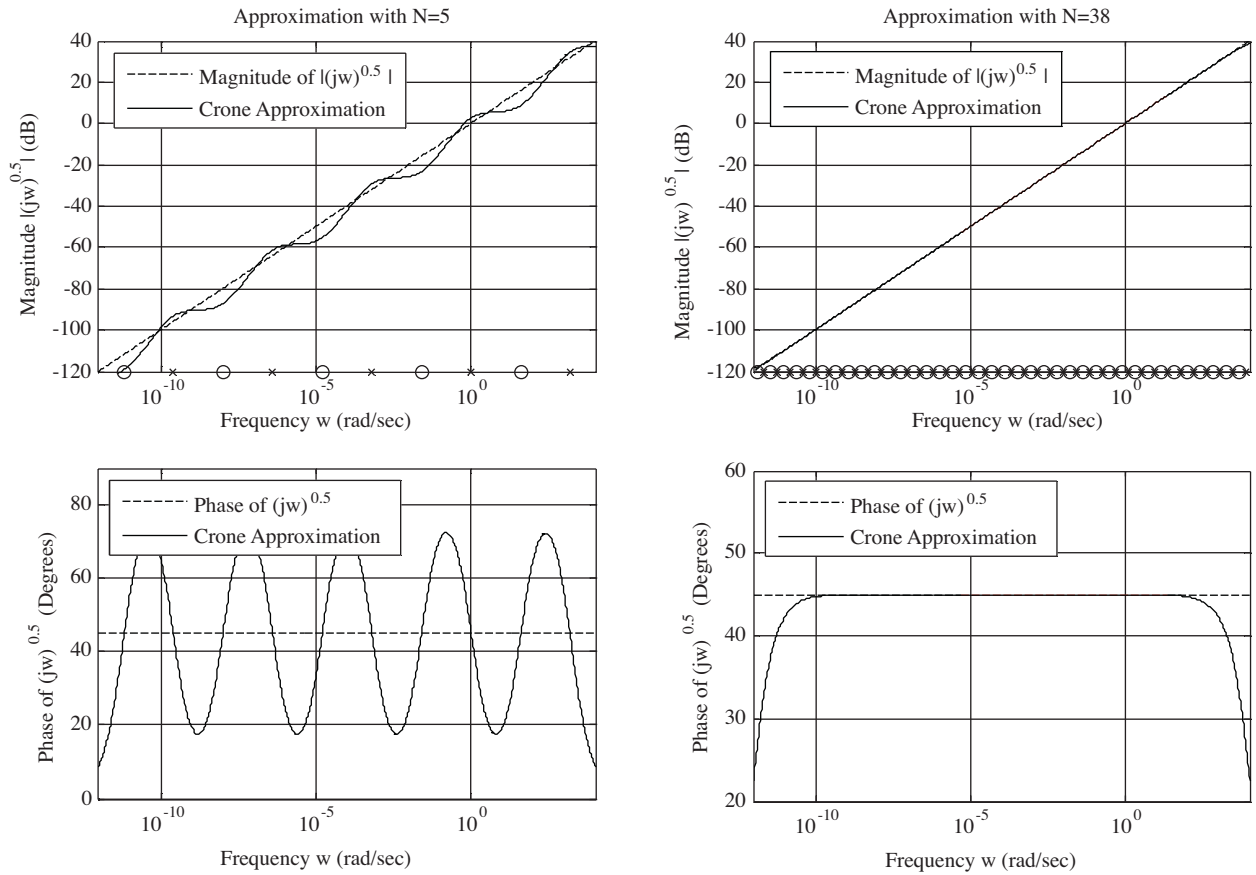 Approximation with N=5
40
20
0
-20
-40
-60
-80
-100
-120
Magnitude |(jw)^0.5 | (dB)
Magnitude of |(jw)^0.5 |
Crone Approximation
10^-10
10^-5
10^0
Frequency w (rad/sec)
Approximation with N=38
40
20
0
-20
-40
-60
-80
-100
-120
Magnitude |(jw)^0.5 | (dB)
Magnitude of |(jw)^0.5 |
Crone Approximation
10^-10
10^-5
10^0
Frequency w (rad/sec)
80
60
40
20
0
Phase of (jw)^0.5 (Degrees)
Phase of (jw)^0.5
Crone Approximation
10^-10
10^-5
10^0
Frequency w (rad/sec)
60
50
40
30
20
Phase of (jw)^0.5 (Degrees)
Phase of (jw)^0.5
Crone Approximation
10^-10
10^-5
10^0
Frequency w (rad/sec)